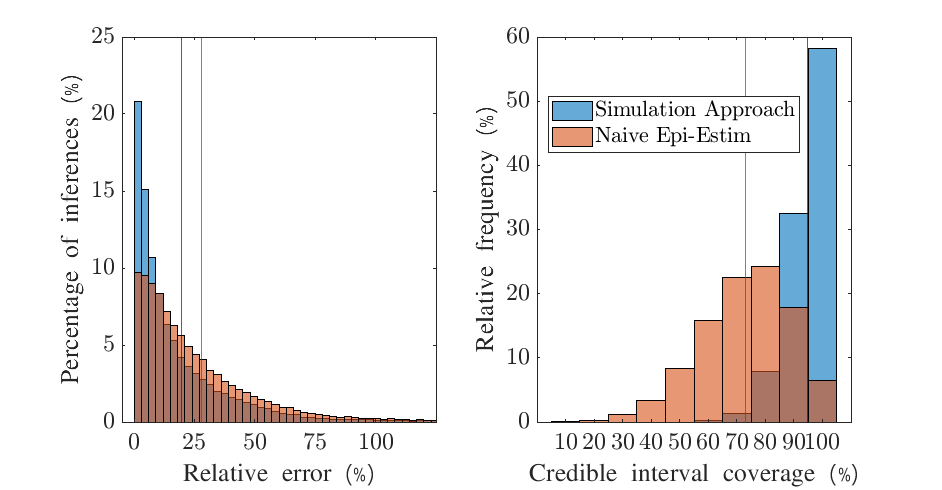 25
20
15
10
5
0
Percentage of inferences (%)
0 25 50 75 100
Relative error (%)
60
50
40
30
20
10
0
Relative frequency (%)
Simulation Approach
Naive Epi-Estim
10 20 30 40 50 60 70 80 90 100
Credible interval coverage (%)